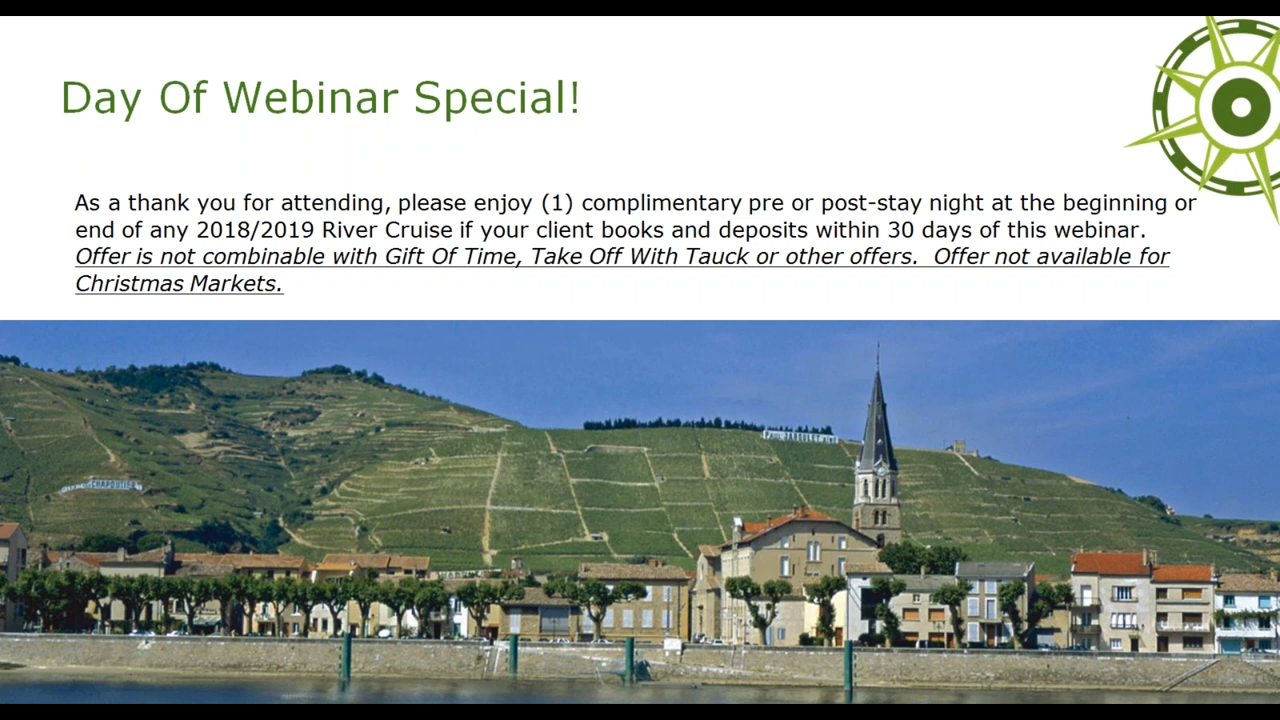 Day Of Webinar Special!
As a thank you for attending, please enjoy (1) complimentary pre or post-stay night at the beginning or
end of any 2018/2019 River Cruise if your client books and deposits within 30 days of this webinar.
Offer is not combinable with Gift Of Time, Take Off With Tauck or other offers.  Offer not available for
Christmas Markets.
CHAPOUTIER